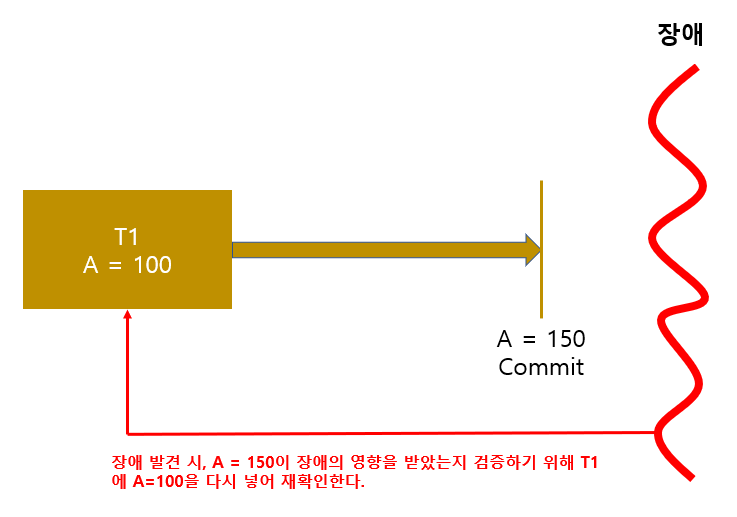 장애
T1
A = 100
A = 150
Commit
장애 발견 시, A = 150이 장애의 영향을 받았는지 검증하기 위해 T1
에 A=100을 다시 넣어 재확인한다.